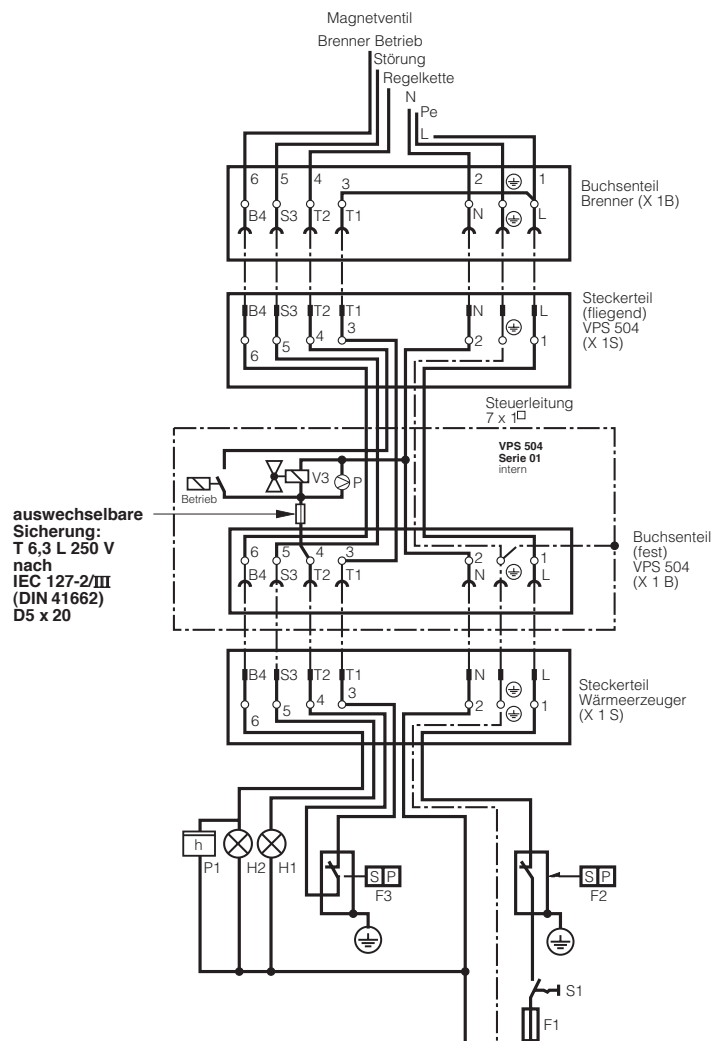 Magnetventil
Brenner Betrieb
Störung
Regelkette
N
Pe
L
6 5 4 3 2 1
B4 S3 T2 T1 N L
Buchsenteil
Brenner (X 1B)
B4 S3 T2 T1 N L
6 5 4 3 2 1
Steckerteil
(fliegend)
VPS 504
(X 1S)
Steuerleitung
7 x 1□
VPS 504
Serie 01
intern
Betrieb
V3
P
auswechselbare
Sicherung:
T 6,3 L 250 V
nach
IEC 127-2/III
(DIN 41662)
D5 x 20
6 5 4 3 2 1
B4 S3 T2 T1 N L
Buchsenteil
(fest)
VPS 504
(X 1 B)
B4 S3 T2 T1 N L
6 5 4 3 2 1
Steckerteil
Wärmeerzeuger
(X 1 S)
h
P1
H2
H1
S P
F3
S P
F2
S1
F1